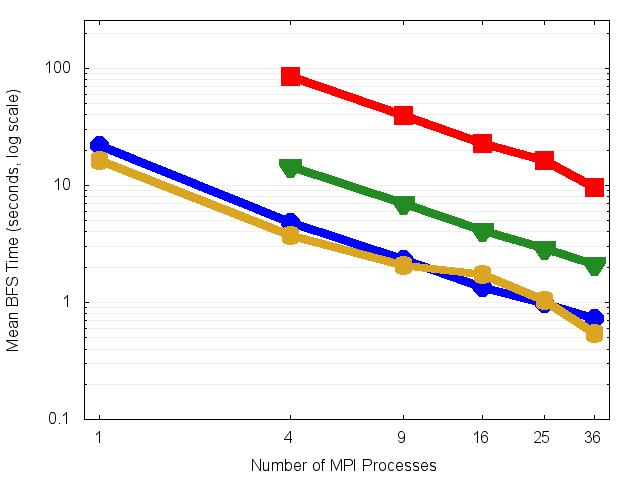 100
10
1
0.1
Mean BFS Time (seconds, log scale)
1 4 9 16 25 36
Number of MPI Processes